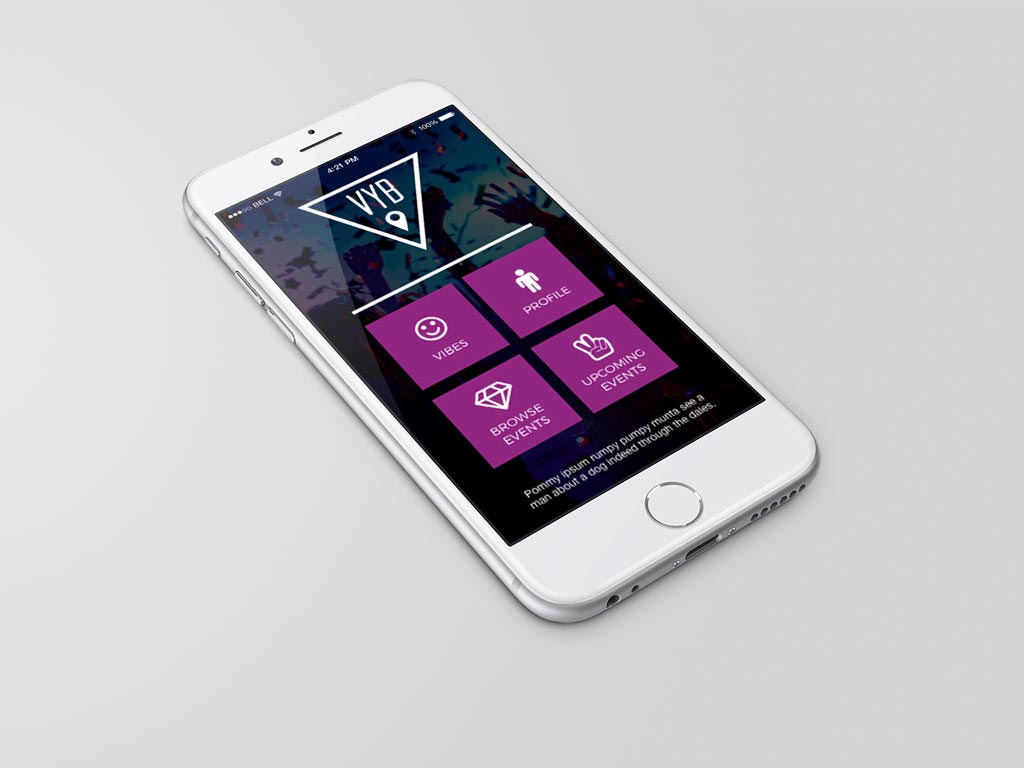 BELL
4:21 PM
100%
VYB
VIBES
PROFILE
BROWSE
EVENTS
UPCOMING
EVENTS
Pommy ipsum rumpy pumpy munta see a
man about a dog indeed through the dales,